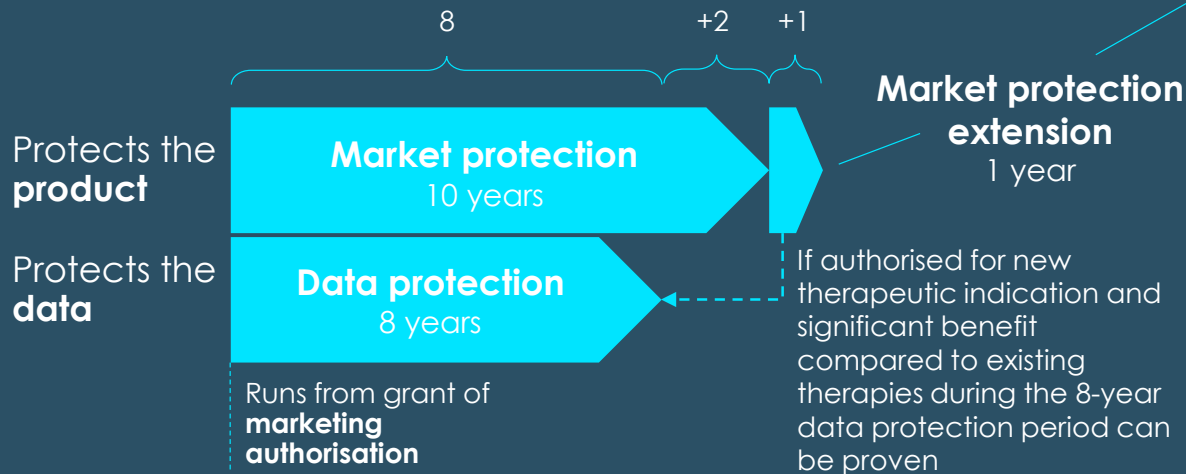 8
+2
+1
Protects the
product
Market protection
10 years
Market protection
extension
1 year
Protects the
data
Data protection
8 years
If authorised for new
therapeutic indication and
significant benefit
compared to existing
therapies during the 8-year
data protection period can
be proven
Runs from grant of
marketing
authorisation